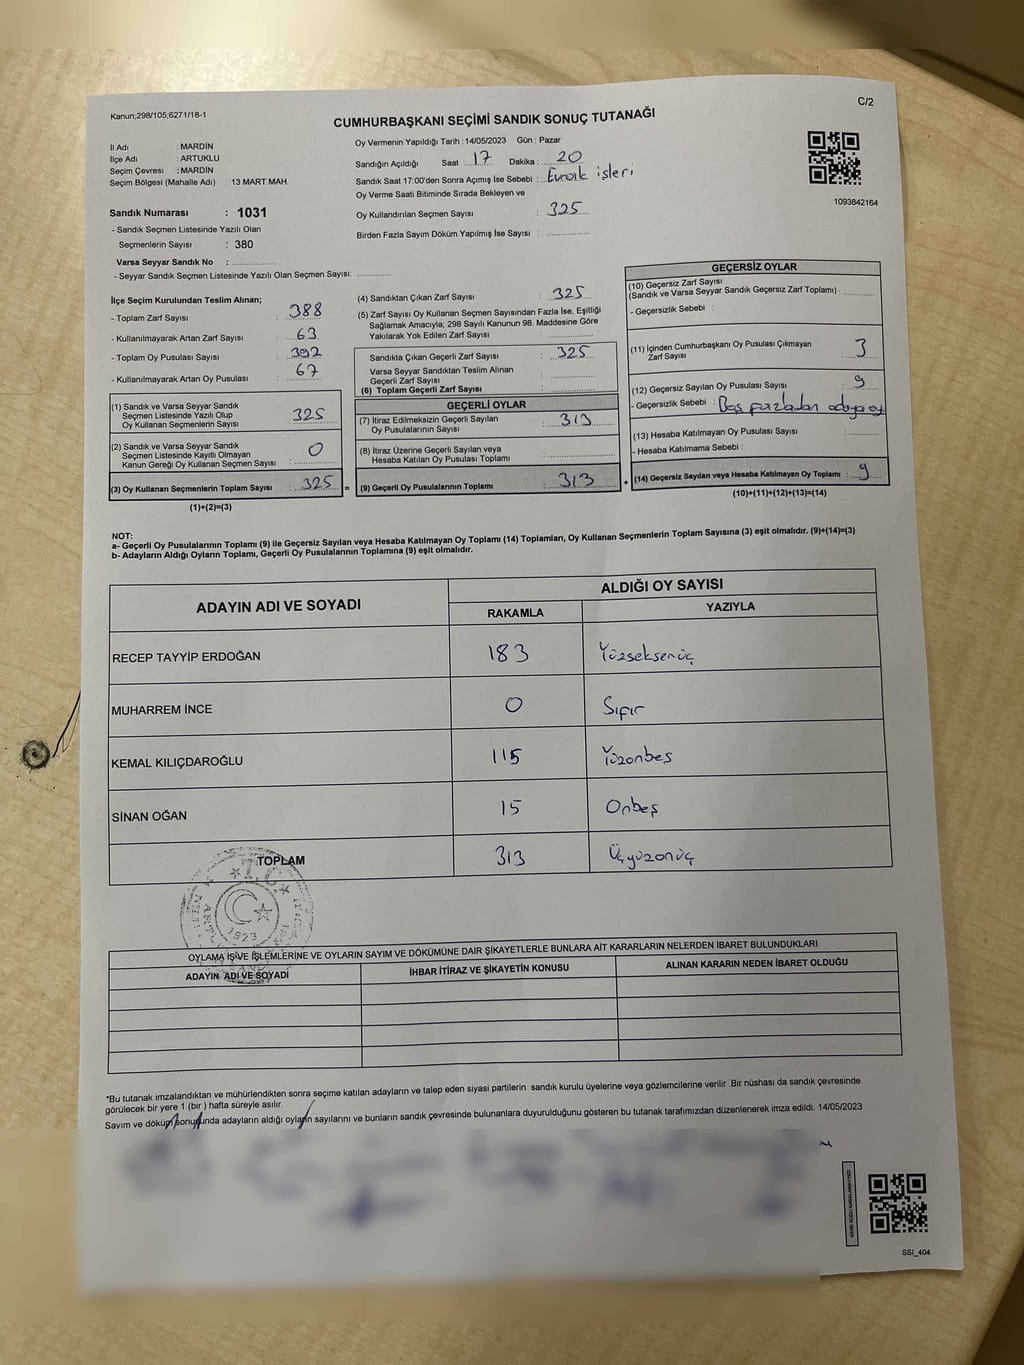 Kanun;298/105;6271/18-1
C/2
CUMHURBAŞKANI SEÇİMİ SANDIK SONUÇ TUTANAĞI
İl Adı : MARDİN
İlçe Adı : ARTUKLU
Seçim Çevresi : MARDİN
Seçim Bölgesi (Mahalle Adı) : 13 MART MAH.
Oy Vermenin Yapıldığı Tarih : 14/05/2023 Gün : Pazar
Sandığın Açıldığı Saat : 17 Dakika : 20
Sandık Saat 17:00'den Sonra Açımış İse Sebebi : Evrak işleri
Oy Verme Saati Bitiminde Sırada Bekleyen ve
Oy Kullandırılan Seçmen Sayısı : 325
Birden Fazla Sayım Döküm Yapılmış İse Sayısı :
1093842164
Sandık Numarası : 1031
- Sandık Seçmen Listesinde Yazılı Olan
Seçmenlerin Sayısı : 380
Varsa Seyyar Sandık No :
- Seyyar Sandık Seçmen Listesinde Yazılı Olan Seçmen Sayısı:
İlçe Seçim Kurulundan Teslim Alınan;
- Toplam Zarf Sayısı : 388
- Kullanılmayarak Artan Zarf Sayısı : 63
- Toplam Oy Pusulası Sayısı : 392
- Kullanılmayarak Artan Oy Pusulası : 67
(1) Sandık ve Varsa Seyyar Sandık
Seçmen Listesinde Yazılı Olup
Oy Kullanan Seçmenlerin Sayısı : 325
(2) Sandık ve Varsa Seyyar Sandık
Seçmen Listesinde Kayıtlı Olmayan
Kanun Gereği Oy Kullanan Seçmen Sayısı : 0
(3) Oy Kullanan Seçmenlerin Toplam Sayısı : 325 =
(1)+(2)=(3)
(4) Sandıktan Çıkan Zarf Sayısı : 325
(5) Zarf Sayısı Oy Kullanan Seçmen Sayısından Fazla İse, Eşitliği
Sağlamak Amacıyla; 298 Sayılı Kanunun 98. Maddesine Göre
Yakılarak Yok Edilen Zarf Sayısı :
Sandıkta Çıkan Geçerli Zarf Sayısı : 325
Varsa Seyyar Sandıktan Teslim Alınan
Geçerli Zarf Sayısı :
(6) Toplam Geçerli Zarf Sayısı :
GEÇERLİ OYLAR
(7) İtiraz Edilmeksizin Geçerli Sayılan
Oy Pusulalarının Sayısı : 313
(8) İtiraz Üzerine Geçerli Sayılan veya
Hesaba Katılan Oy Pusulası Toplamı :
(9) Geçerli Oy Pusulalarının Toplamı : 313 +
GEÇERSİZ OYLAR
(10) Geçersiz Zarf Sayısı
(Sandık ve Varsa Seyyar Sandık Geçersiz Zarf Toplamı) :
- Geçersizlik Sebebi :
(11) İçinden Cumhurbaşkanı Oy Pusulası Çıkmayan
Zarf Sayısı : 3
(12) Geçersiz Sayılan Oy Pusulası Sayısı : 9
- Geçersizlik Sebebi : Boş, fazladan adaya oy
(13) Hesaba Katılmayan Oy Pusulası Sayısı :
- Hesaba Katılmama Sebebi :
(14) Geçersiz Sayılan veya Hesaba Katılmayan Oy Toplamı : 9
(10)+(11)+(12)+(13)=(14)
NOT:
a- Geçerli Oy Pusulalarının Toplamı (9) ile Geçersiz Sayılan veya Hesaba Katılmayan Oy Toplamı (14) Toplamları, Oy Kullanan Seçmenlerin Toplam Sayısına (3) eşit olmalıdır. (9)+(14)=(3)
b- Adayların Aldığı Oyların Toplamı, Geçerli Oy Pusulalarının Toplamına (9) eşit olmalıdır.
ADAYIN ADI VE SOYADI ALDIĞI OY SAYISI
RAKAMLA YAZIYLA
RECEP TAYYİP ERDOĞAN 183 Yüzseksenüç
MUHARREM İNCE 0 Sıfır
KEMAL KILIÇDAROĞLU 115 Yüzonbeş
SİNAN OĞAN 15 Onbeş
TOPLAM 313 Üçyüzonüç
T.C.
1923
OYLAMA İŞ VE İŞLEMLERİNE VE OYLARIN SAYIM VE DÖKÜMÜNE DAİR ŞİKAYETLERLE BUNLARA AİT KARARLARIN NELERDEN İBARET BULUNDUKLARI
ADAYIN ADI VE SOYADI İHBAR İTİRAZ VE ŞİKAYETİN KONUSU ALINAN KARARIN NEDEN İBARET OLDUĞU
*Bu tutanak imzalandıktan ve mühürlendikten sonra seçime katılan adayların ve talep eden siyasi partilerin sandık kurulu üyelerine veya gözlemcilerine verilir .Bir nüshası da sandık çevresinde
görülecek bir yere 1 (bir ) hafta süreyle asılır.
Sayım ve döküm sonucunda adayların aldığı oyların sayılarını ve bunların sandık çevresinde bulunanlara duyurulduğunu gösteren bu tutanak tarafımızdan düzenlenerek imza edildi. 14/05/2023
SSI_404